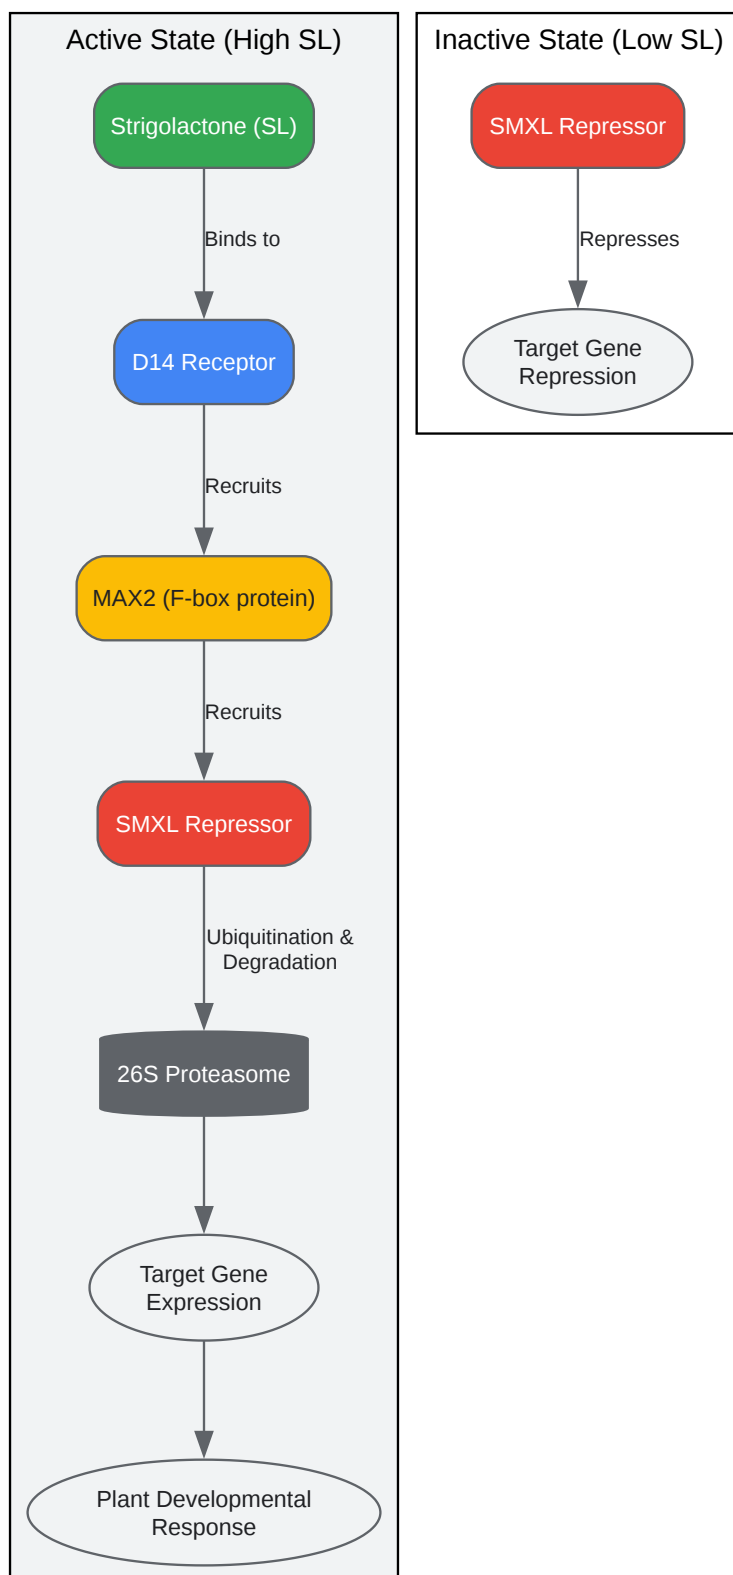 Active State (High SL)
Strigolactone (SL)
Binds to
D14 Receptor
Recruits
MAX2 (F-box protein)
Recruits
SMXL Repressor
Ubiquitination &
Degradation
26S Proteasome
Target Gene
Expression
Plant Developmental
Response
Inactive State (Low SL)
SMXL Repressor
Represses
Target Gene
Repression